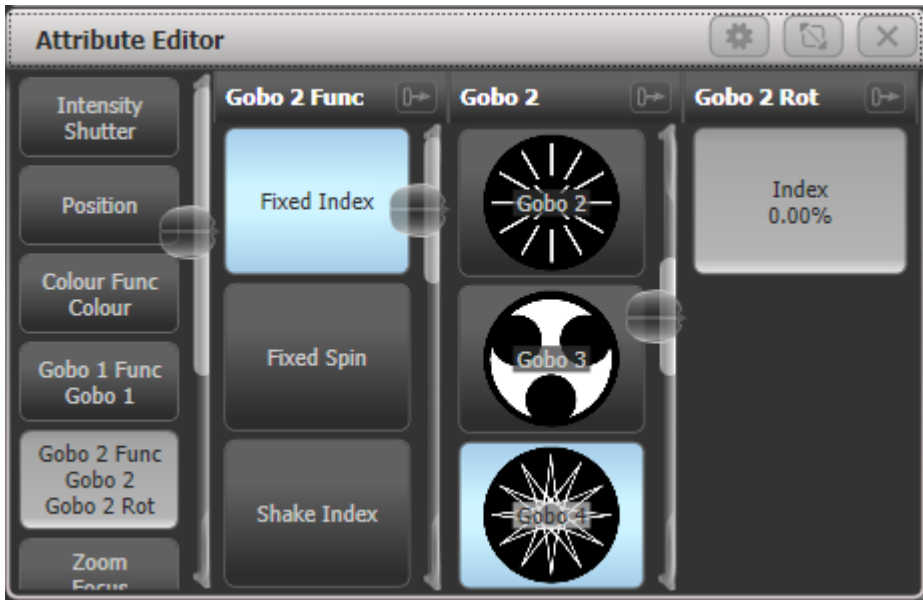 Attribute Editor
Intensity
Shutter
Position
Colour Func
Colour
Gobo 1 Func
Gobo 1
Gobo 2 Func
Gobo 2
Gobo 2 Rot
Zoom
Focus
Gobo 2 Func
Fixed Index
Fixed Spin
Shake Index
Gobo 2
Gobo 2
Gobo 3
Gobo 4
Gobo 2 Rot
Index
0.00%